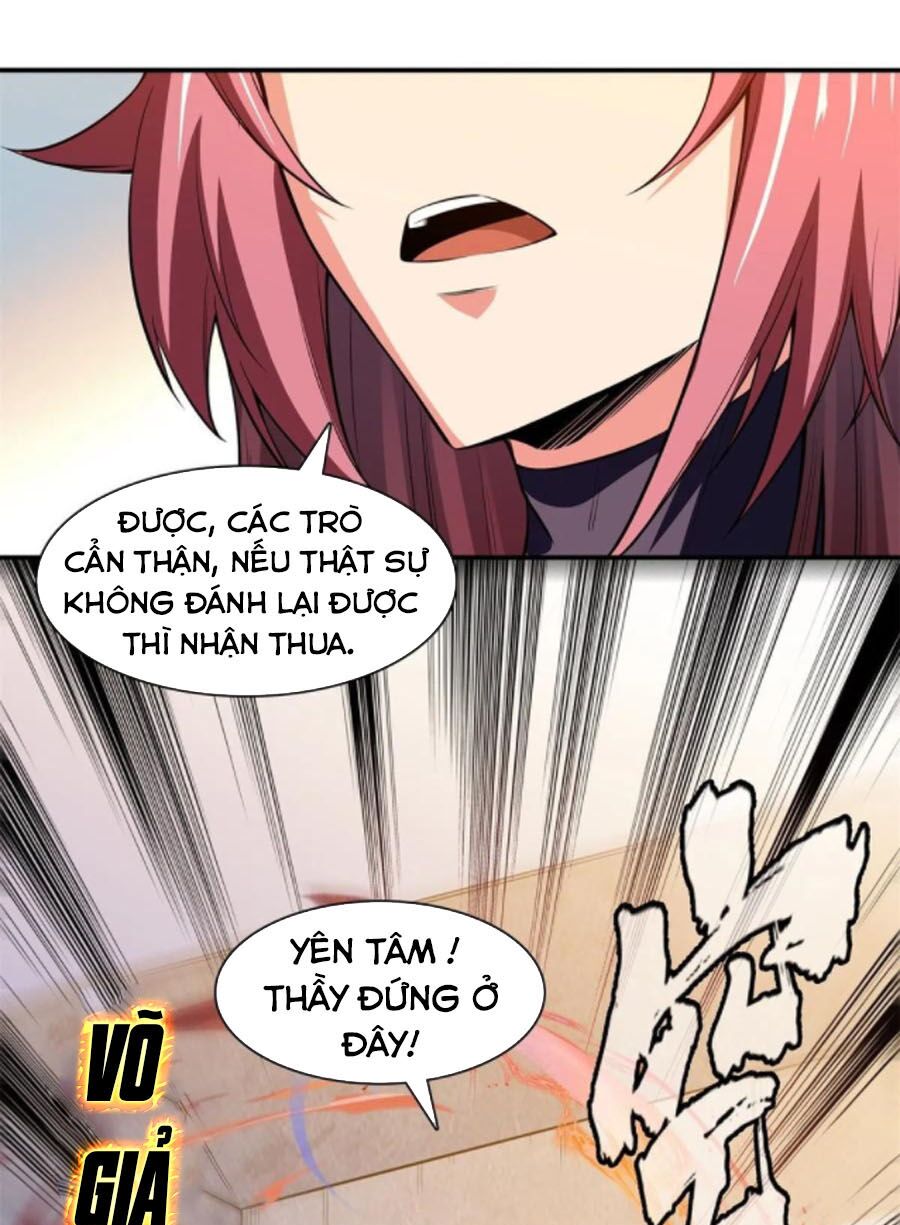 ĐƯỢC, CÁC TRÒ
CẨN THẬN, NẾU THẬT SỰ
KHÔNG ĐÁNH LẠI ĐƯỢC
THÌ NHẬN THUA.
YÊN TÂM !
THẦY ĐỨNG Ở
ĐÂY!
VÕ
GIẢ